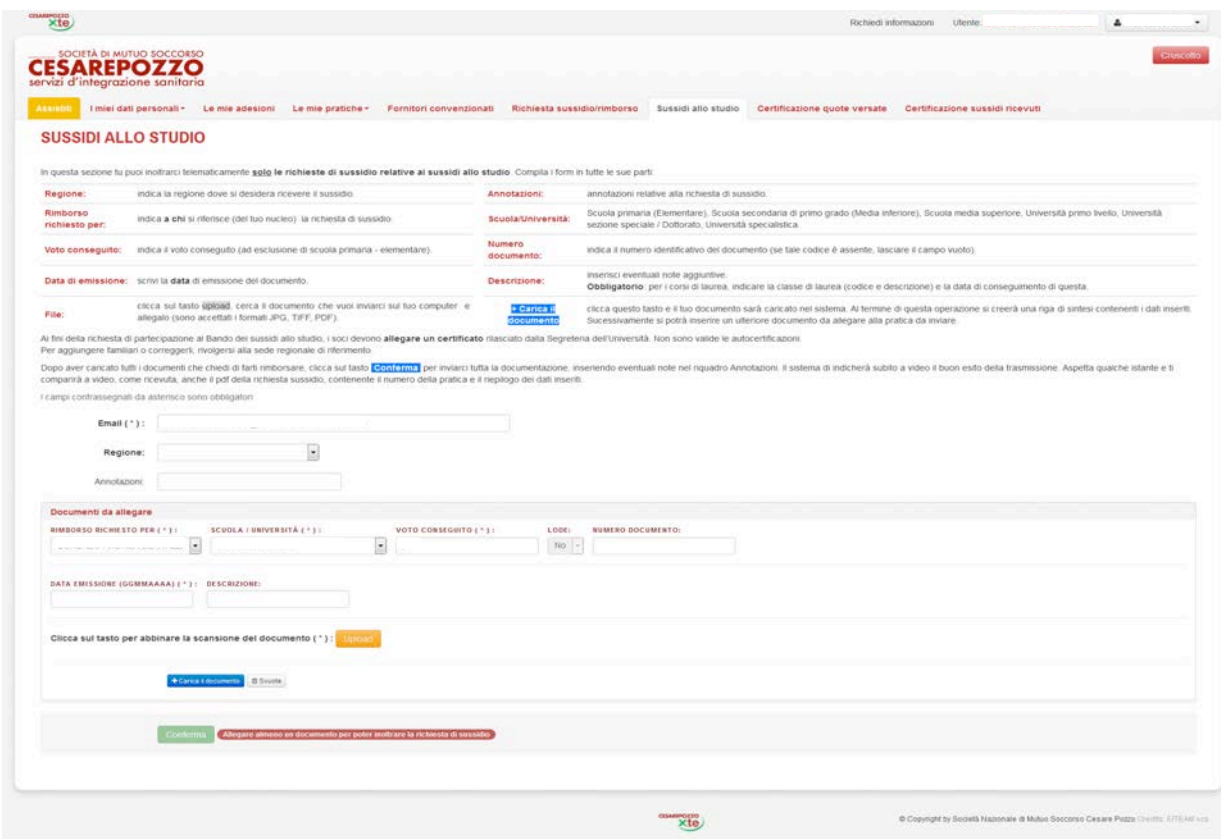 CESAREPOZZO
xte
Richiedi informazioni Utente:
SOCIETÀ DI MUTUO SOCCORSO
CESAREPOZZO
servizi d'integrazione sanitaria
Cruscotto
Assistiti I miei dati personali Le mie adesioni Le mie pratiche Fornitori convenzionati Richiesta sussidio/rimborso Sussidi allo studio Certificazione quote versate Certificazione sussidi ricevuti
SUSSIDI ALLO STUDIO
In questa sezione tu puoi inoltrarci telematicamente solo le richieste di sussidio relative ai sussidi allo studio. Compila i form in tutte le sue parti:
Regione: indica la regione dove si desidera ricevere il sussidio. Annotazioni: annotazioni relative alla richiesta di sussidio.
Rimborso richiesto per: indica a chi si riferisce (del tuo nucleo) la richiesta di sussidio. Scuola/Università: Scuola primaria (Elementare), Scuola secondaria di primo grado (Media inferiore), Scuola media superiore, Università primo livello, Università
sezione speciale / Dottorato, Università specialistica.
Voto conseguito: indica il voto conseguito (ad esclusione di scuola primaria - elementare). Numero documento: indica il numero identificativo del documento (se tale codice è assente, lasciare il campo vuoto).
Data di emissione: scrivi la data di emissione del documento. Descrizione: inserisci eventuali note aggiuntive.
Obbligatorio: per i corsi di laurea, indicare la classe di laurea (codice e descrizione) e la data di conseguimento di questa.
File: clicca sul tasto upload, cerca il documento che vuoi inviarci sul tuo computer e
allegalo (sono accettati i formati JPG, TIFF, PDF).
+ Carica il documento clicca questo tasto e il tuo documento sarà caricato nel sistema. Al termine di questa operazione si creerà una riga di sintesi contenenti i dati inseriti.
Sucessivamente si potrà inserire un ulteriore documento da allegare alla pratica da inviare.
Ai fini della richiesta di partecipazione al Bando dei sussidi allo studio, i soci devono allegare un certificato rilasciato dalla Segreteria dell'Università. Non sono valide le autocertificazioni.
Per aggiungere familiari o correggerli, rivolgersi alla sede regionale di riferimento.
Dopo aver caricato tutti i documenti che chiedi di farti rimborsare, clicca sul tasto Conferma per inviarci tutta la documentazione, inserendo eventuali note nel riquadro Annotazioni. Il sistema di indicherà subito a video il buon esito della trasmissione. Aspetta qualche istante e ti
comparirà a video, come ricevuta, anche il pdf della richiesta sussidio, contenente il numero della pratica e il riepilogo dei dati inseriti.
I campi contrassegnati da asterisco sono obbligatori
Email ( * ) :
Regione:
Annotazioni:
Documenti da allegare
RIMBORSO RICHIESTO PER ( * ) : SCUOLA / UNIVERSITÀ ( * ) : VOTO CONSEGUITO ( * ) : LODE: NUMERO DOCUMENTO:
No
DATA EMISSIONE (GGMMAAAA) ( * ) : DESCRIZIONE:
Clicca sul tasto per abbinare la scansione del documento ( * ) : Upload
+ Carica il documento Svuota
Conferma Allegare almeno un documento per poter inoltrare la richiesta di sussidio
CESAREPOZZO
xte
© Copyright by Società Nazionale di Mutuo Soccorso Cesare Pozzo